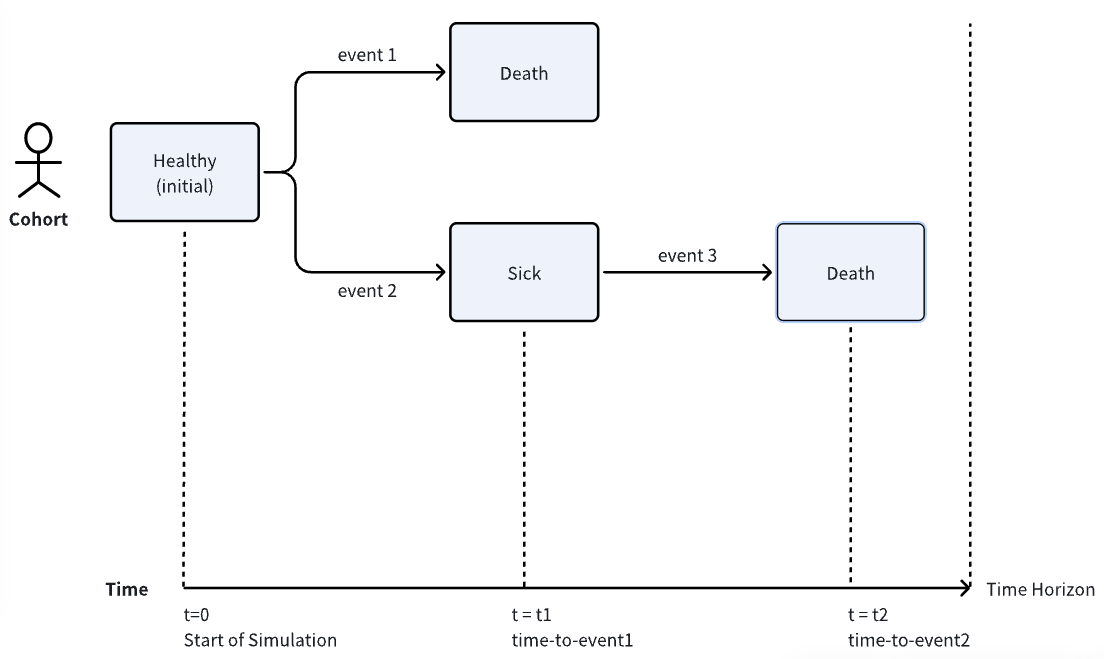 event 1
Death
Healthy
(initial)
Cohort
event 2
Sick
event 3
Death
Time
Time Horizon
t=0
Start of Simulation
t = t1
time-to-event1
t = t2
time-to-event2